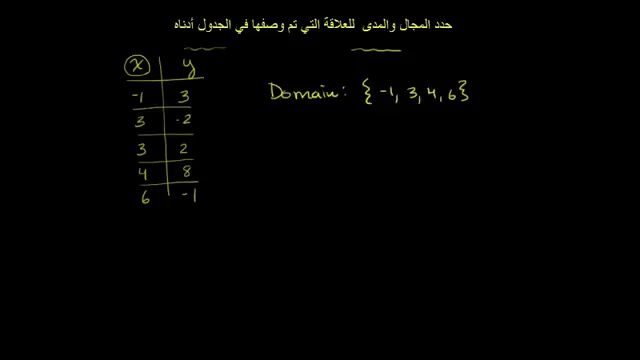 حدد المجال والمدى للعلاقة التي تم وصفها في الجدول أدناه
x y
-1 3
3 -2
3 2
4 8
6 -1
Domain: {-1, 3, 4, 6}